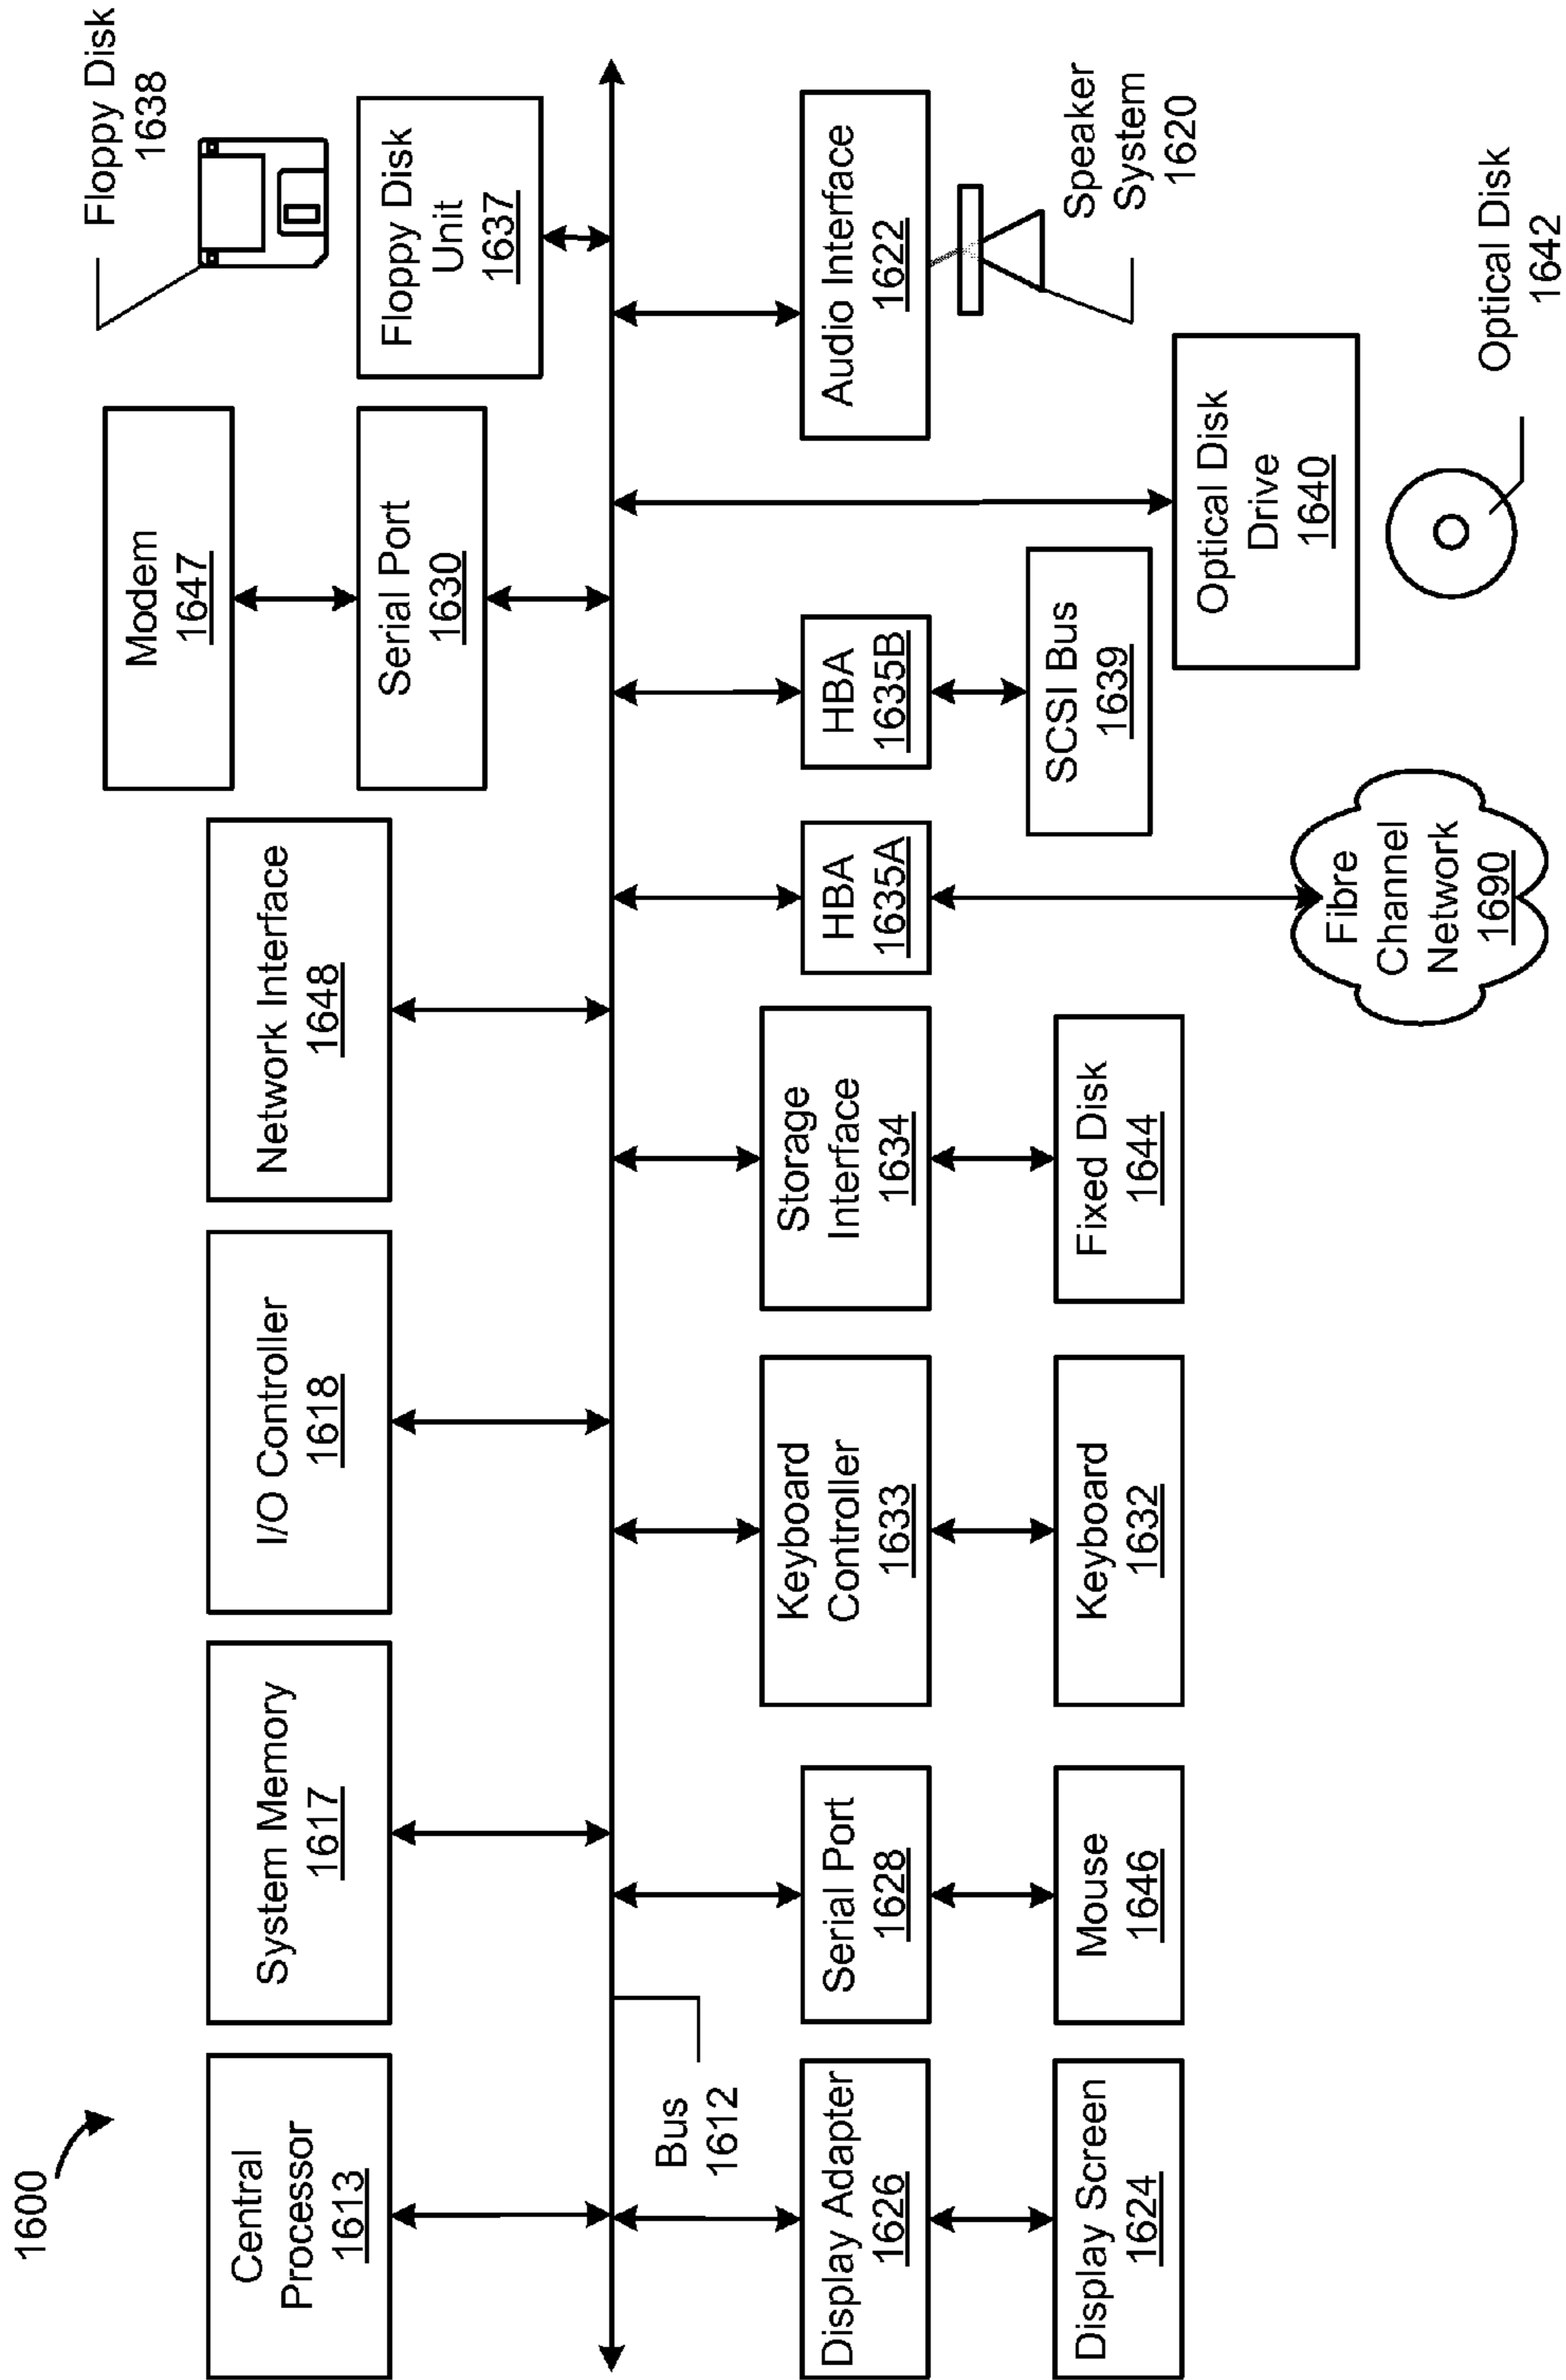 1600
Central
Processor
1613
System Memory
1617
I/O Controller
1618
Network Interface
1648
Modem
1647
Serial Port
1630
Floppy Disk
1638
Floppy Disk
Unit
1637
Bus
1612
Display Adapter
1626
Display Screen
1624
Serial Port
1628
Mouse
1646
Keyboard
Controller
1633
Keyboard
1632
Storage
Interface
1634
Fixed Disk
1644
HBA
1635A
Fibre
Channel
Network
1690
HBA
1635B
SCSI Bus
1639
Optical Disk
Drive
1640
Optical Disk
1642
Audio Interface
1622
Speaker
System
1620